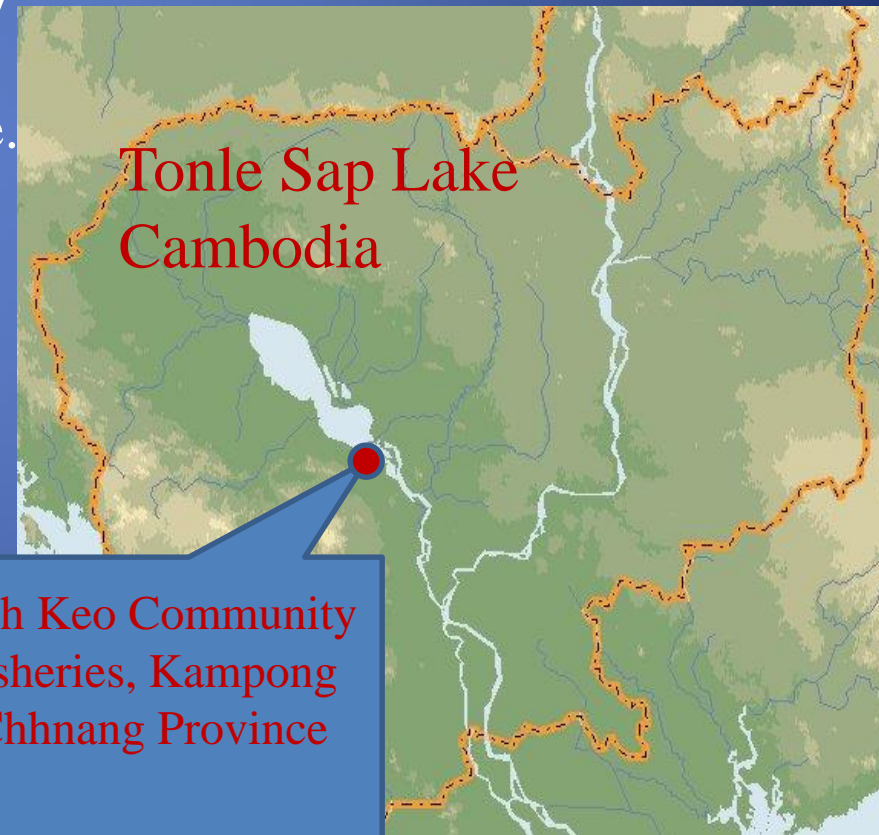 e.
Tonle Sap Lake
Cambodia
h Keo Community
sheries, Kampong
Chhnang Province